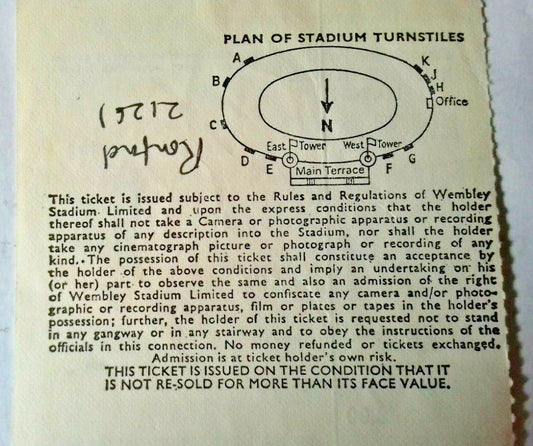 PLAN OF STADIUM TURNSTILES
A
B
C
D
E
K
J
H
Office
N
East Tower
West Tower
Main Terrace
F
G
Romford
21261
This ticket is issued subject to the Rules and Regulations of Wembley
Stadium Limited and upon the express conditions that the holder
thereof shall not take a Camera or photographic apparatus or recording
apparatus of any description into the Stadium, nor shall the holder
take any cinematograph picture or photograph or recording of any
kind. The possession of this ticket shall constitute an acceptance by
the holder of the above conditions and imply an undertaking on his
(or her) part to observe the same and also an admission of the right
of Wembley Stadium Limited to confiscate any camera and/or photo-
graphic or recording apparatus, film or plates or tapes in the holder's
possession; further, the holder of this ticket is requested not to stand
in any gangway or in any stairway and to obey the instructions of the
officials in this connection. No money refunded or tickets exchanged.
Admission is at ticket holder's own risk.
THIS TICKET IS ISSUED ON THE CONDITION THAT IT
IS NOT RE-SOLD FOR MORE THAN ITS FACE VALUE.